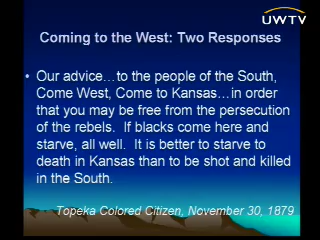 UWTV
Coming to the West: Two Responses
• Our advice…to the people of the South,
Come West, Come to Kansas…in order
that you may be free from the persecution
of the rebels. If blacks come here and
starve, all well. It is better to starve to
death in Kansas than to be shot and killed
in the South.
Topeka Colored Citizen, November 30, 1879